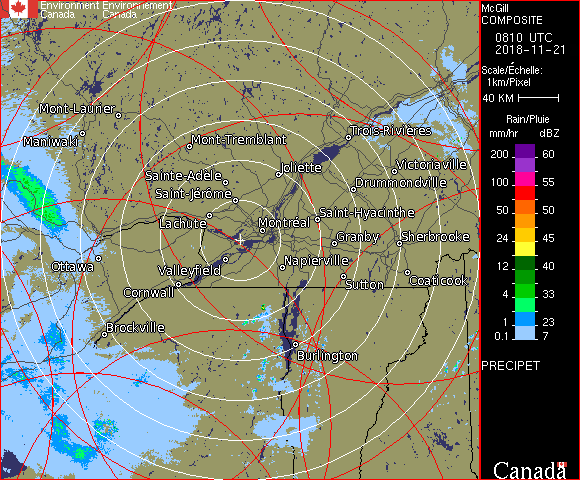 Environment Environnement
Canada Canada
Mont-Laurier
Maniwaki
Mont-Tremblant
Trois-Rivières
Sainte-Adèle
Joliette
Victoriaville
Saint-Jérôme
Drummondville
Lachute
Montréal
Saint-Hyacinthe
Granby
Sherbrooke
Ottawa
Valleyfield
Napierville
Cornwall
Sutton
Coaticook
Brockville
Burlington
McGill
COMPOSITE
0810 UTC
2018-11-21
Scale/Échelle:
1km/Pixel
40 KM
Rain/Pluie
mm/hr dBZ
200 60
150 57
100 55
50 50
24 45
12 40
4 33
1 23
0.1 7
PRECIPET
Canada